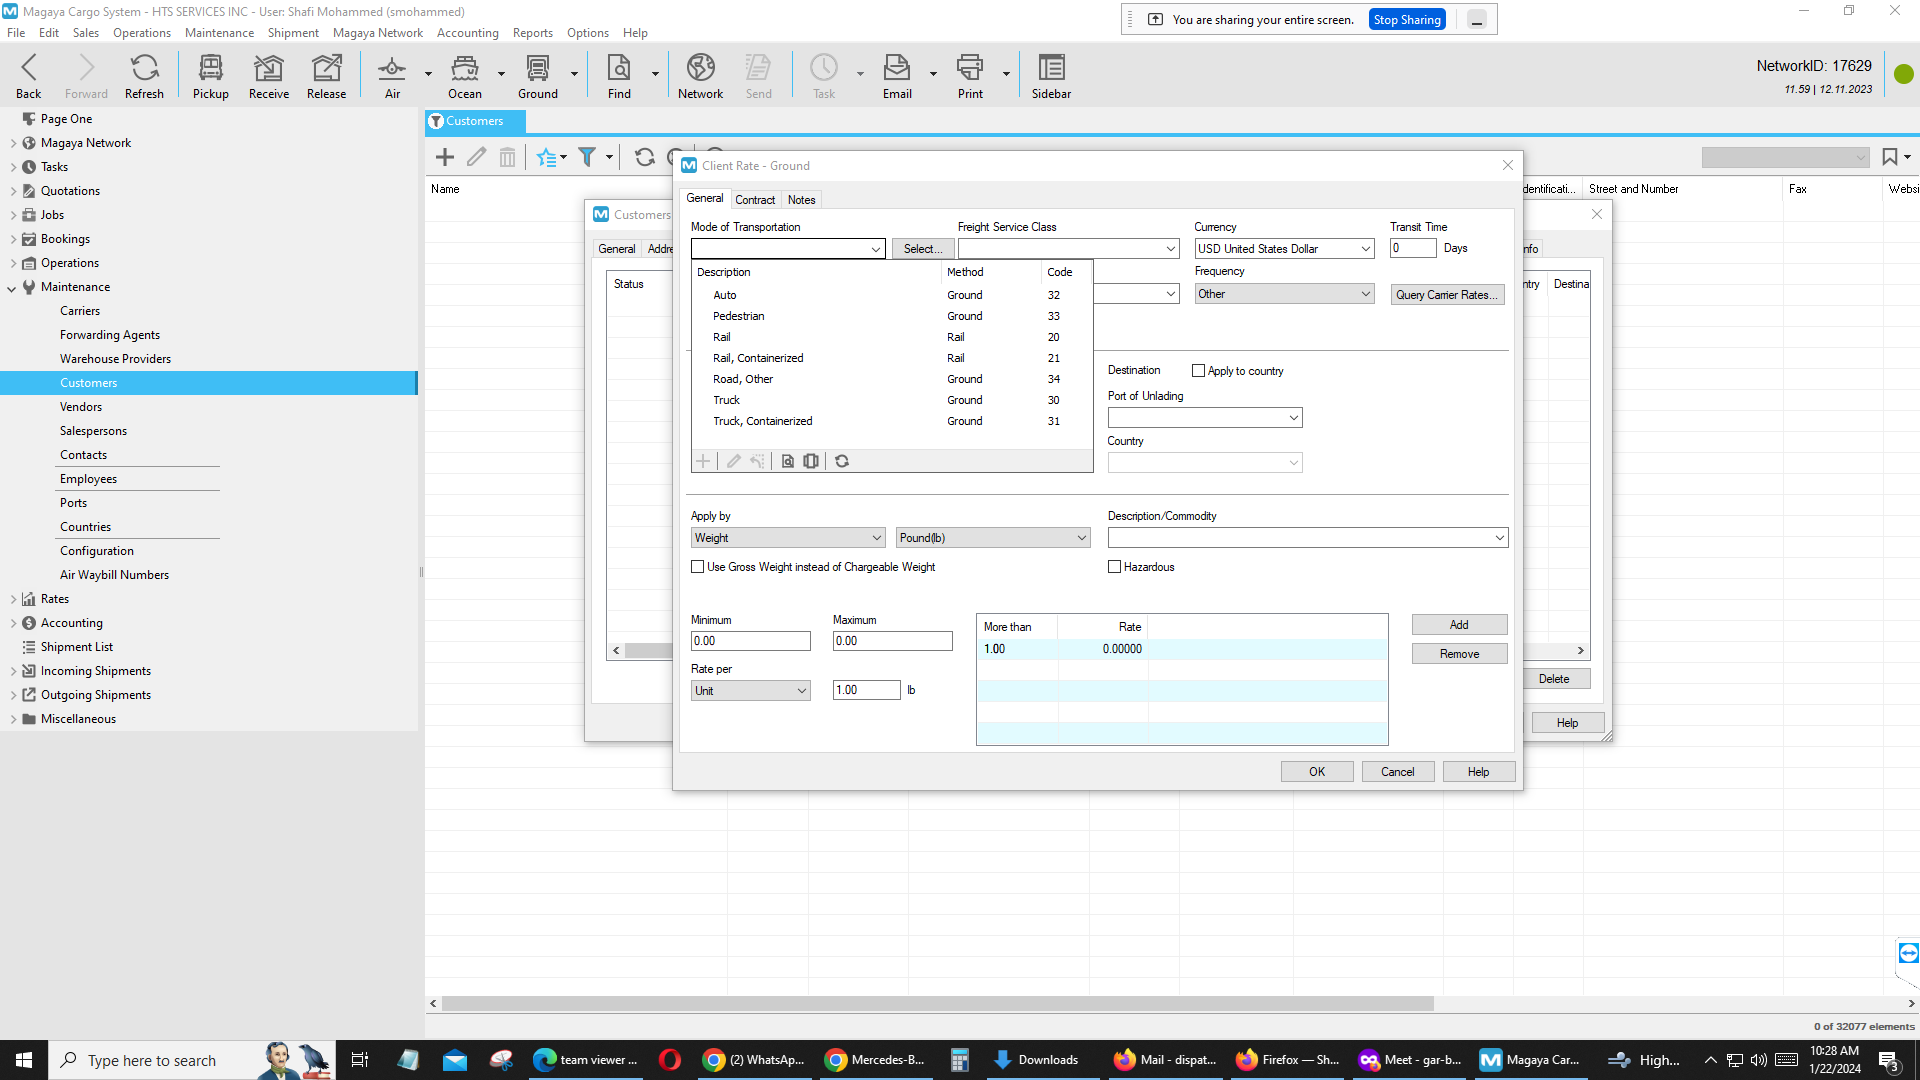 Magaya Cargo System - HTS SERVICES INC - User: Shafi Mohammed (smohammed)
You are sharing your entire screen.
Stop Sharing
File Edit Sales Operations Maintenance Shipment Magaya Network Accounting Reports Options Help
NetworkID: 17629
11.59 | 12.11.2023
Back Forward Refresh Pickup Receive Release Air Ocean Ground Find Network Send Task Email Print Sidebar
Page One
Magaya Network
Tasks
Quotations
Jobs
Bookings
Operations
Maintenance
Carriers
Forwarding Agents
Warehouse Providers
Customers
Vendors
Salespersons
Contacts
Employees
Ports
Countries
Configuration
Air Waybill Numbers
Rates
Accounting
Shipment List
Incoming Shipments
Outgoing Shipments
Miscellaneous
Customers
Name
dentificati... Street and Number Fax Websi
Customers
General Addre
nfo
Status
ntry Destina
Delete
Help
Client Rate - Ground
General Contract Notes
Mode of Transportation Freight Service Class Currency Transit Time
Select... USD United States Dollar 0 Days
Frequency
Other Query Carrier Rates...
Description Method Code
Auto Ground 32
Pedestrian Ground 33
Rail Rail 20
Rail, Containerized Rail 21
Road, Other Ground 34
Truck Ground 30
Truck, Containerized Ground 31
Destination Apply to country
Port of Unlading
Country
Apply by Description/Commodity
Weight Pound(lb)
Use Gross Weight instead of Chargeable Weight Hazardous
Minimum Maximum
0.00 0.00
Rate per
Unit 1.00 lb
More than Rate
1.00 0.00000
Add
Remove
OK Cancel Help
0 of 32077 elements
Type here to search
team viewer ...
(2) WhatsAp...
Mercedes-B...
Downloads
Mail - dispat...
Firefox — Sh...
Meet - gar-b...
Magaya Car...
High...
10:28 AM
1/22/2024
3